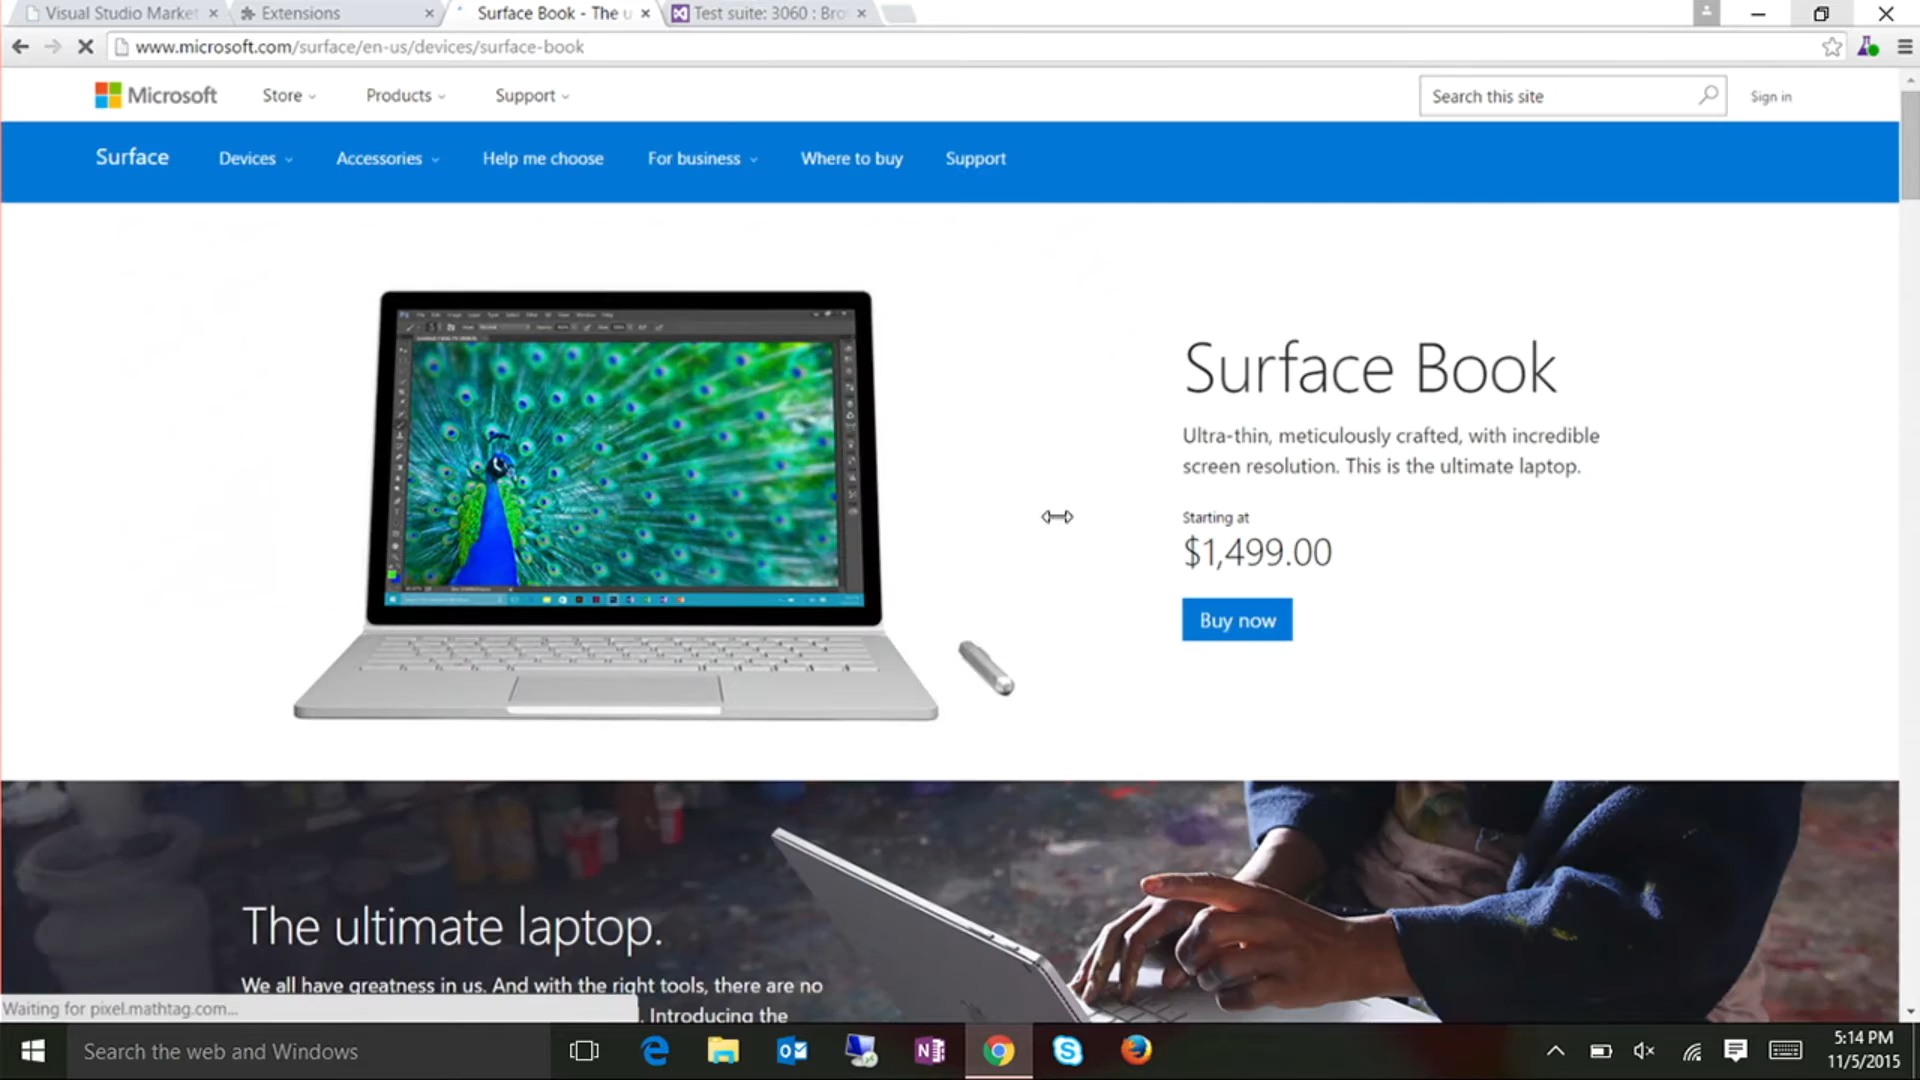 Visual Studio Market
Extensions
Surface Book - The u
Test suite: 3060 : Bro
www.microsoft.com/surface/en-us/devices/surface-book
Microsoft
Store
Products
Support
Search this site
Sign in
Surface
Devices
Accessories
Help me choose
For business
Where to buy
Support
Surface Book
Ultra-thin, meticulously crafted, with incredible
screen resolution. This is the ultimate laptop.
Starting at
$1,499.00
Buy now
The ultimate laptop.
We all have greatness in us. And with the right tools, there are no
Introducing the
Waiting for pixel.mathtag.com...
Search the web and Windows
5:14 PM
11/5/2015